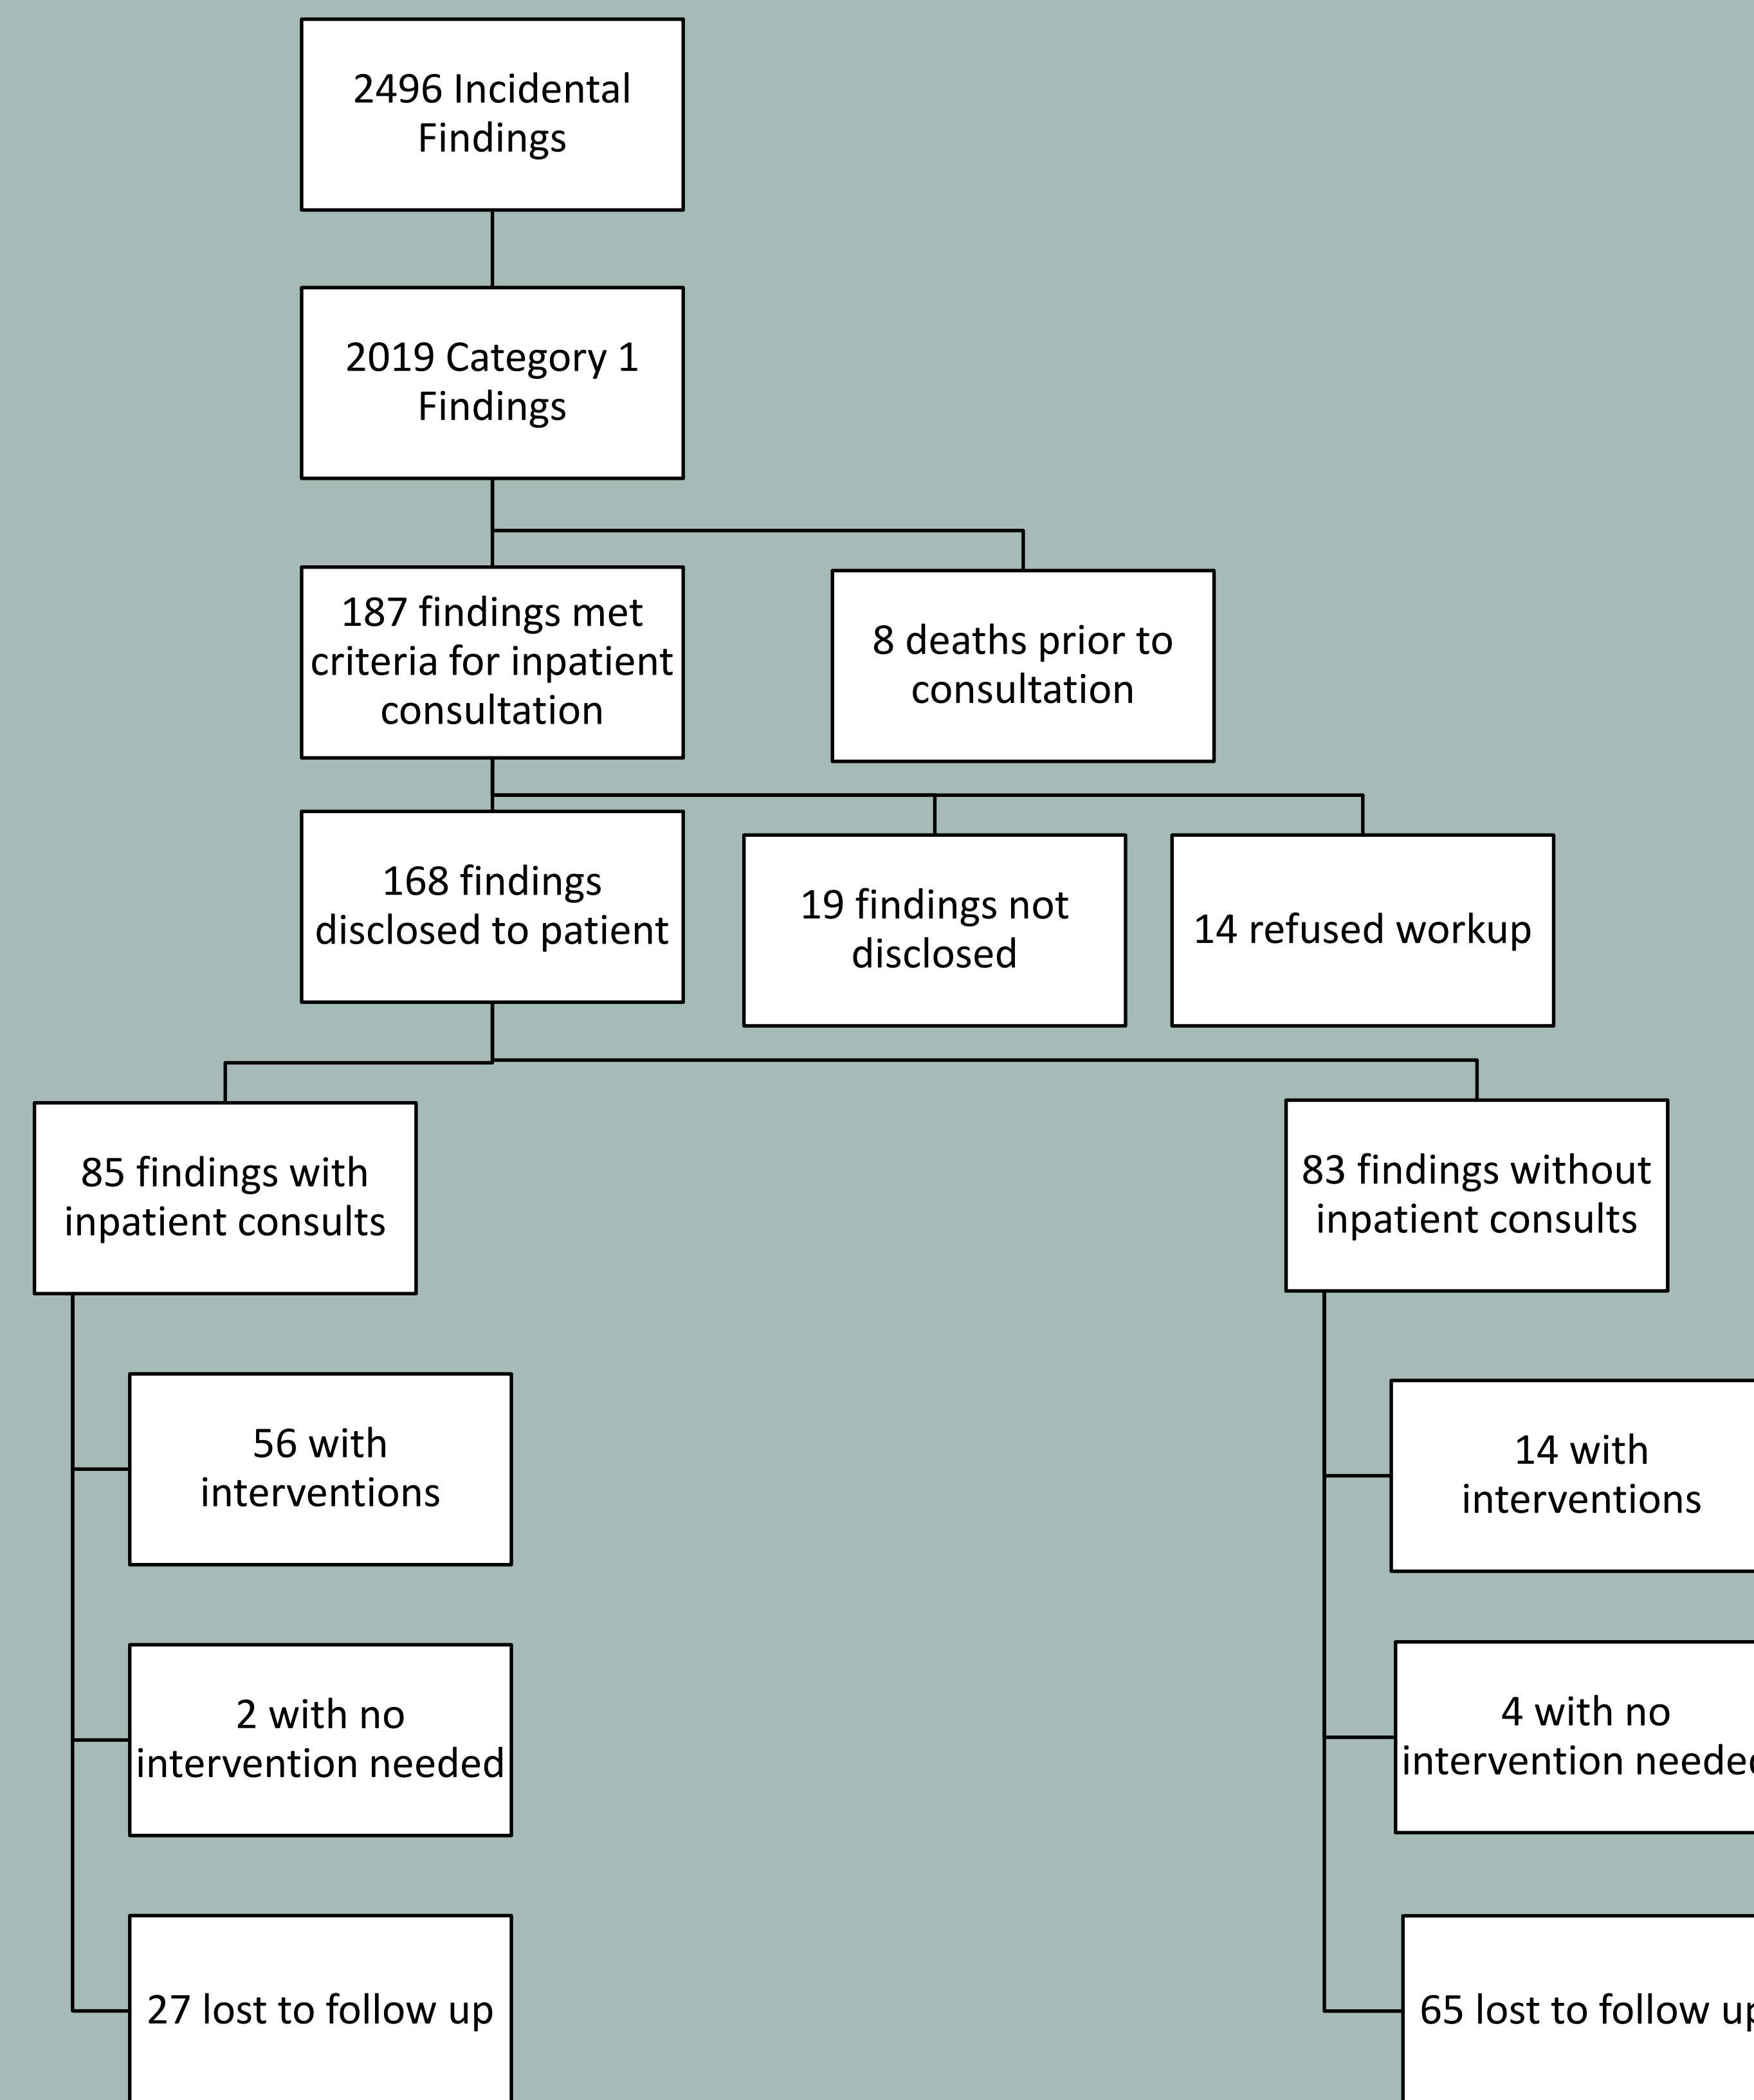 2496 Incidental
Findings
2019 Category 1
Findings
187 findings met
criteria for inpatient
consultation
8 deaths prior to
consultation
168 findings
disclosed to patient
19 findings not
disclosed
14 refused workup
85 findings with
inpatient consults
83 findings without
inpatient consults
56 with
interventions
14 with
interventions
2 with no
intervention needed
4 with no
intervention needed
27 lost to follow up
65 lost to follow up